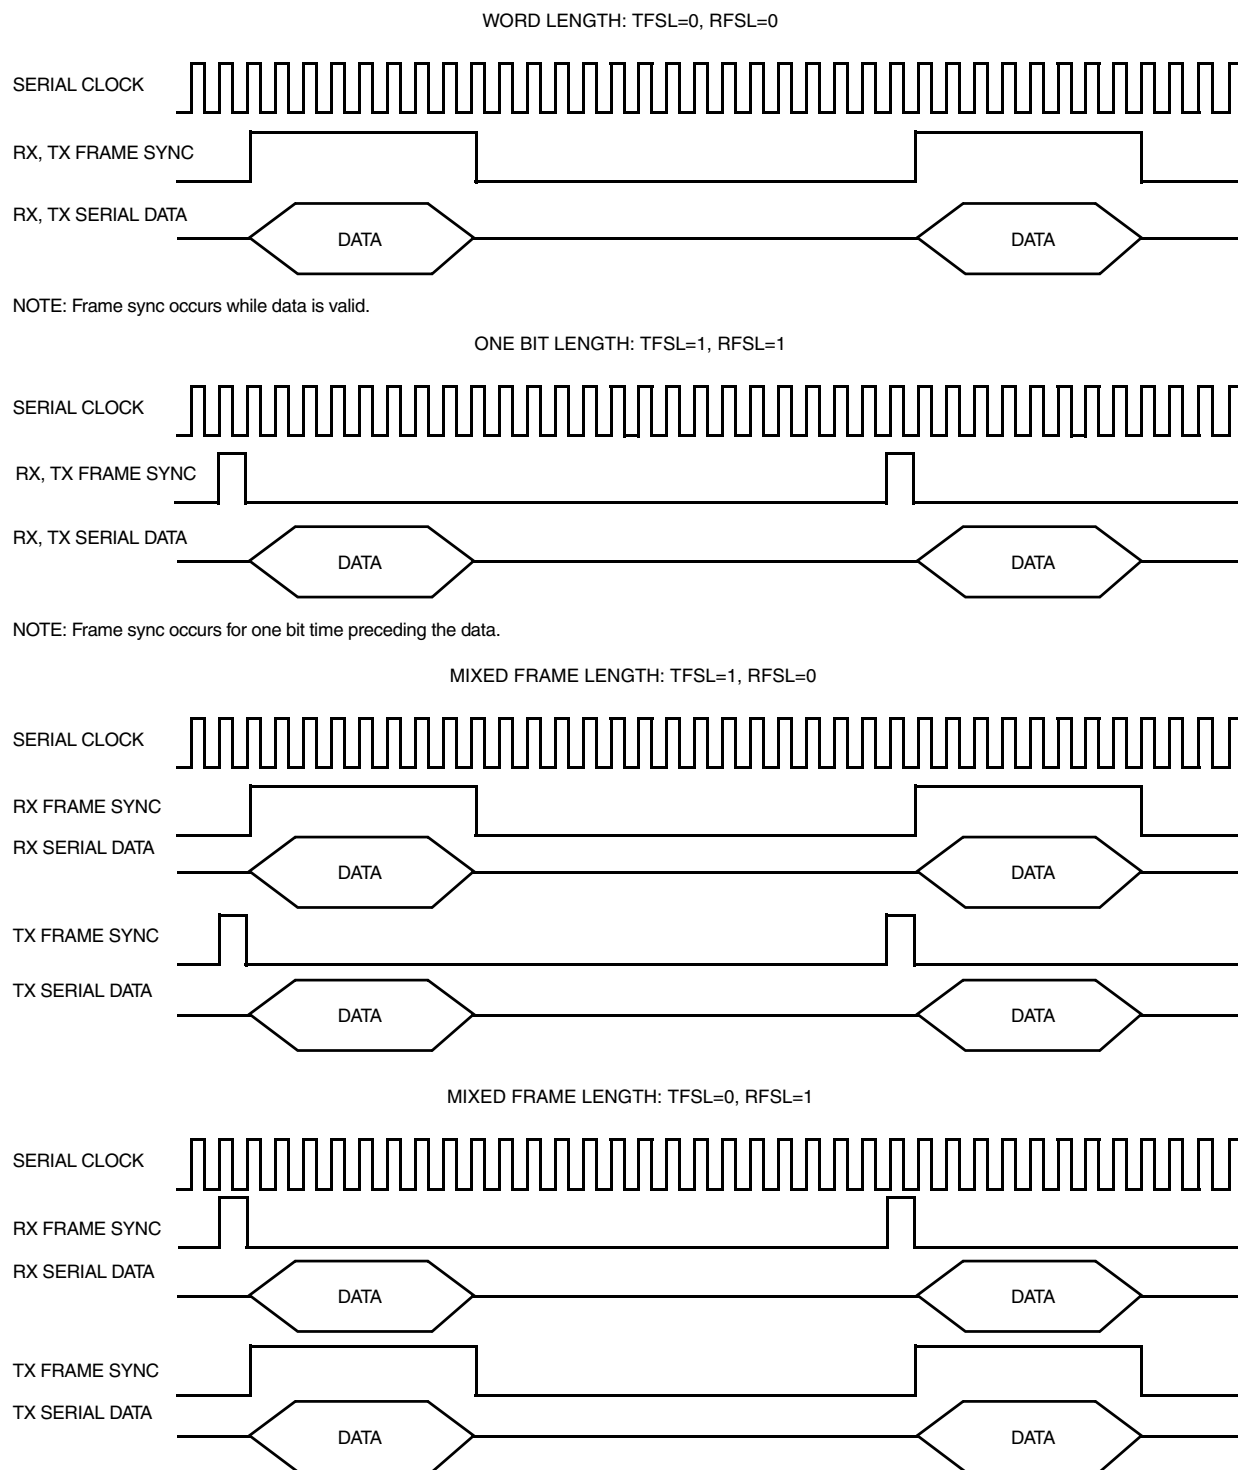 WORD LENGTH: TFSL=0, RFSL=0
SERIAL CLOCK
RX, TX FRAME SYNC
RX, TX SERIAL DATA
DATA DATA
NOTE: Frame sync occurs while data is valid.
ONE BIT LENGTH: TFSL=1, RFSL=1
SERIAL CLOCK
RX, TX FRAME SYNC
RX, TX SERIAL DATA
DATA DATA
NOTE: Frame sync occurs for one bit time preceding the data.
MIXED FRAME LENGTH: TFSL=1, RFSL=0
SERIAL CLOCK
RX FRAME SYNC
RX SERIAL DATA
DATA DATA
TX FRAME SYNC
TX SERIAL DATA
DATA DATA
MIXED FRAME LENGTH: TFSL=0, RFSL=1
SERIAL CLOCK
RX FRAME SYNC
RX SERIAL DATA
DATA DATA
TX FRAME SYNC
TX SERIAL DATA
DATA DATA